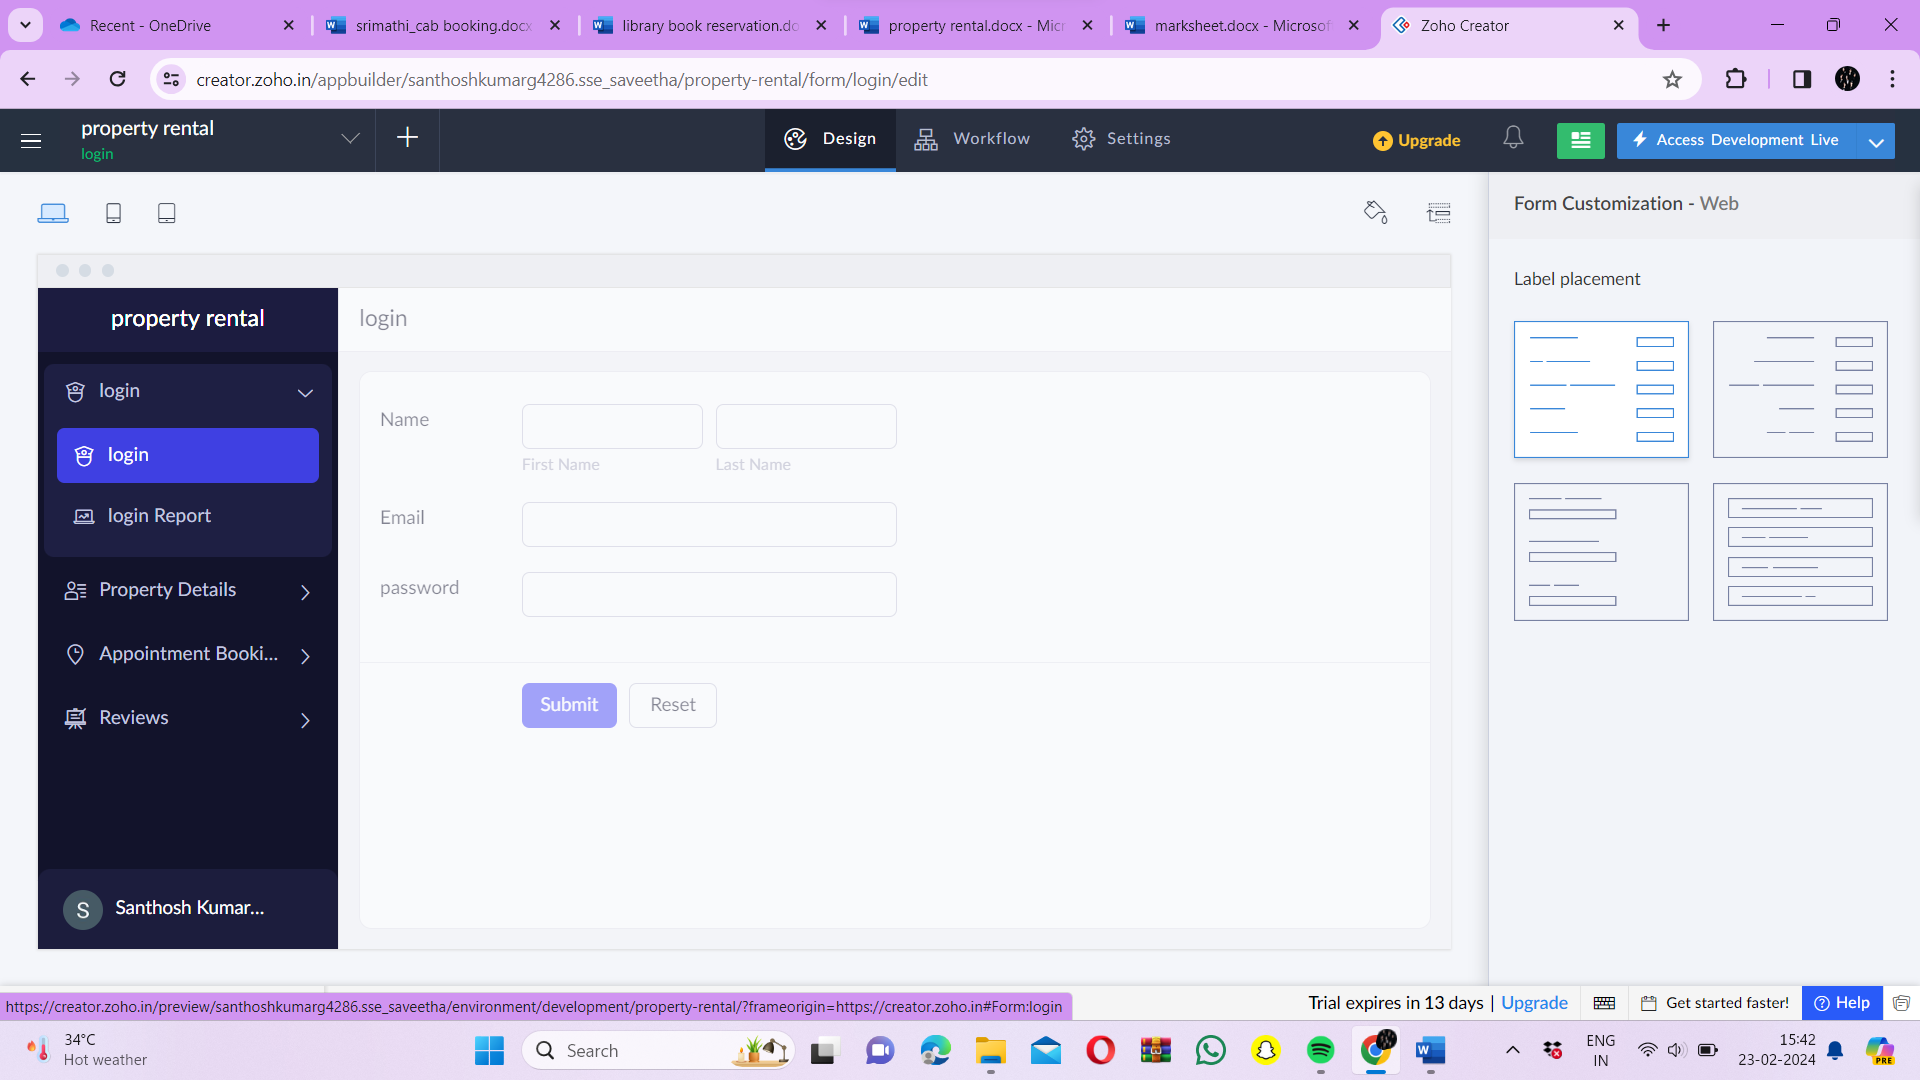 Recent - OneDrive
srimathi_cab booking.docx
library book reservation.do
property rental.docx - Micr
marksheet.docx - Microsof
Zoho Creator
creator.zoho.in/appbuilder/santhoshkumarg4286.sse_saveetha/property-rental/form/login/edit
property rental
login
Design
Workflow
Settings
Upgrade
Access Development Live
Form Customization - Web
Label placement
property rental
login
login
login
login Report
Property Details
Appointment Booki...
Reviews
S
Santhosh Kumar...
Name
First Name
Last Name
Email
password
Submit
Reset
https://creator.zoho.in/preview/santhoshkumarg4286.sse_saveetha/environment/development/property-rental/?frameorigin=https://creator.zoho.in#Form:login
Trial expires in 13 days | Upgrade
Get started faster!
Help
34°C
Hot weather
Search
ENG
IN
15:42
23-02-2024
PRE